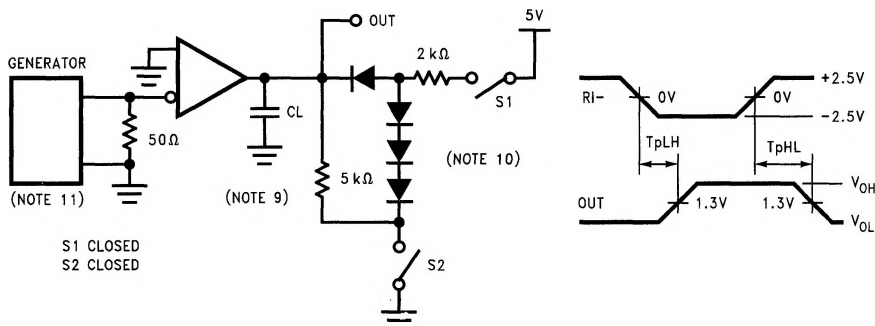 OUT
5V
2 kΩ
GENERATOR
S1
+2.5V
RI-
0V
0V
-2.5V
50Ω
CL
TpLH
TpHL
(NOTE 10)
5 kΩ
(NOTE 11)
(NOTE 9)
VOH
1.3V
1.3V
OUT
VOL
S1 CLOSED
S2 CLOSED
S2